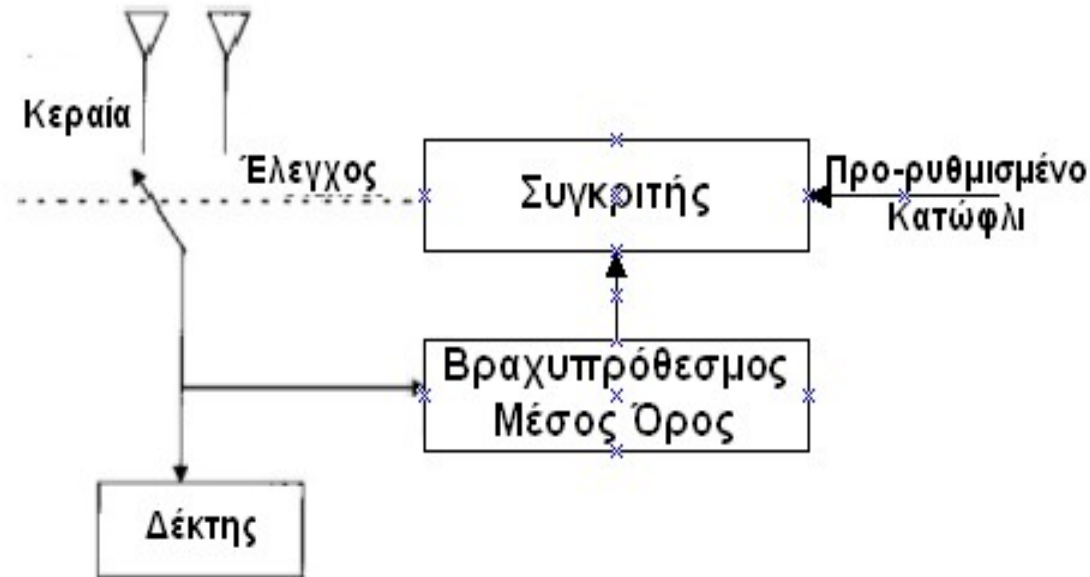 Κεραία
Έλεγχος
Συγκριτής
Προ-ρυθμισμένο
Κατώφλι
Βραχυπρόθεσμος
Μέσος Όρος
Δέκτης